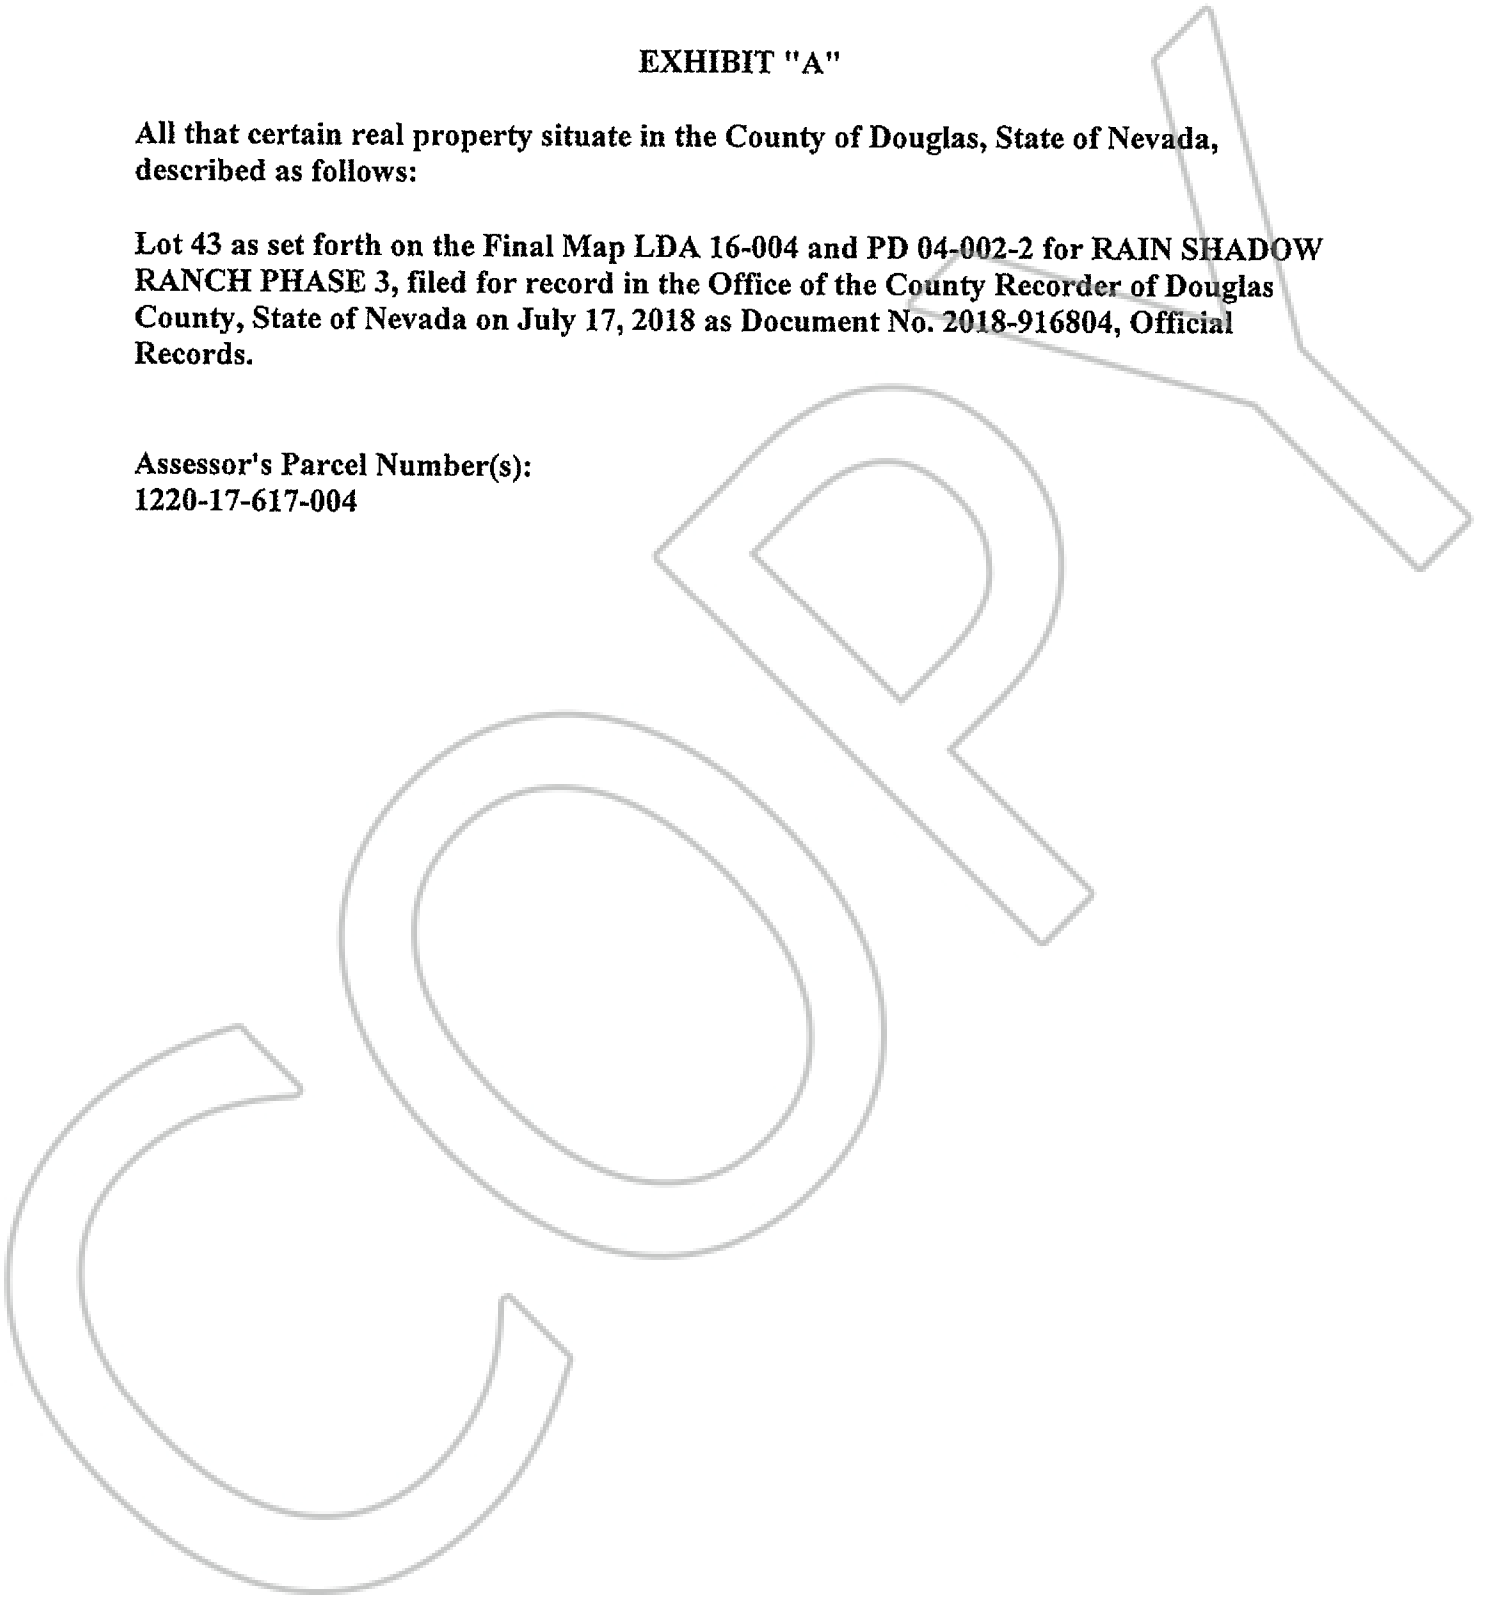 EXHIBIT "A"
All that certain real property situate in the County of Douglas, State of Nevada,
described as follows:
Lot 43 as set forth on the Final Map LDA 16-004 and PD 04-002-2 for RAIN SHADOW
RANCH PHASE 3, filed for record in the Office of the County Recorder of Douglas
County, State of Nevada on July 17, 2018 as Document No. 2018-916804, Official
Records.
Assessor's Parcel Number(s):
1220-17-617-004
COPY